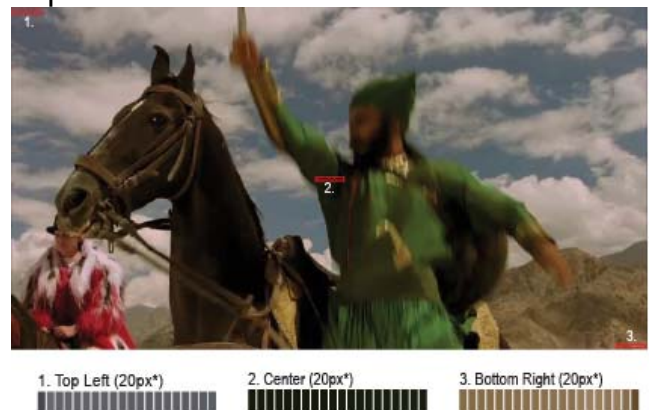 1.
2.
3.
1. Top Left (20px*)
2. Center (20px*)
3. Bottom Right (20px*)